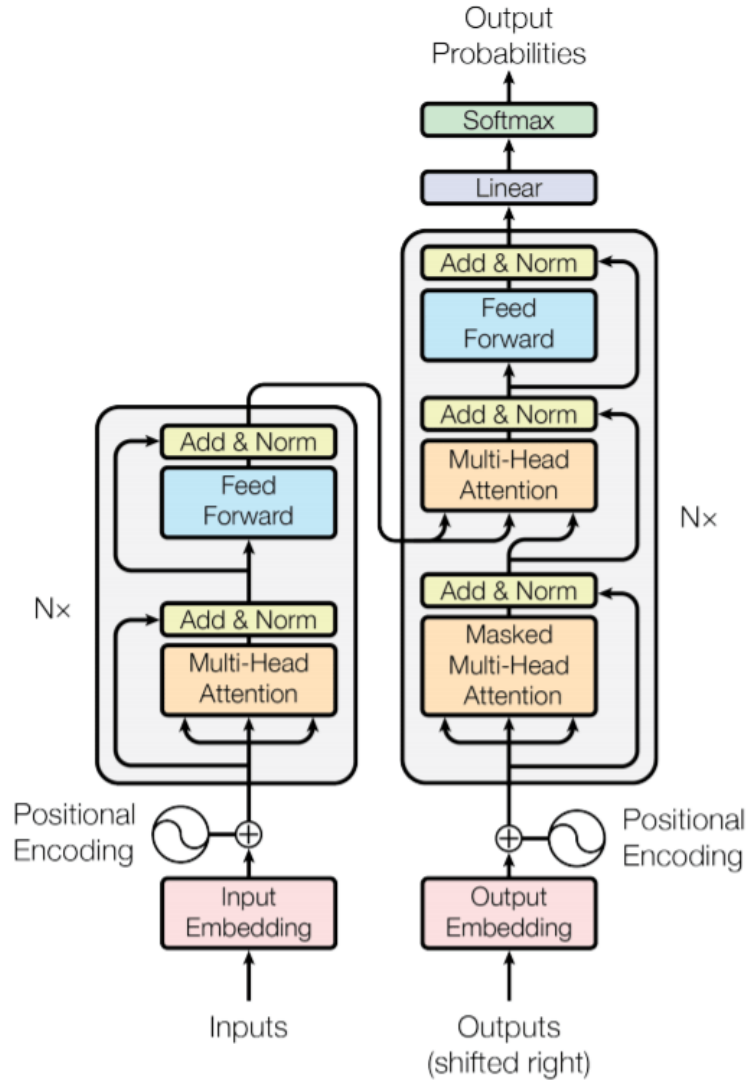 Output
Probabilities
Softmax
Linear
Add & Norm
Feed
Forward
Add & Norm
Multi-Head
Attention
Add & Norm
Masked
Multi-Head
Attention
Nx
Add & Norm
Feed
Forward
Add & Norm
Multi-Head
Attention
Nx
Positional
Encoding
Positional
Encoding
Input
Embedding
Output
Embedding
Inputs
Outputs
(shifted right)